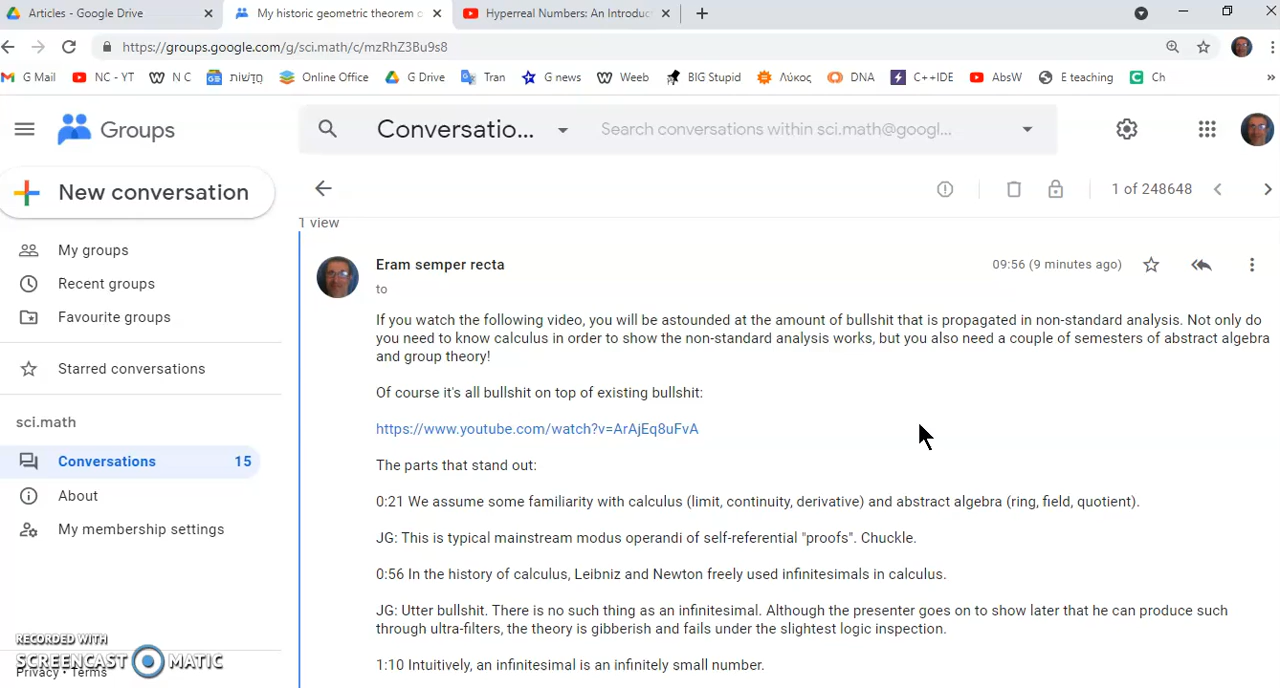 Articles - Google Drive
My historic geometric theorem o
Hyperreal Numbers: An Introduc
https://groups.google.com/g/sci.math/c/mzRhZ3Bu9s8
G Mail
NC - YT
N C
חֲדָשׁוֹת
Online Office
G Drive
Tran
G news
Weeb
BIG Stupid
Λύκος
DNA
C++IDE
AbsW
E teaching
Ch
Groups
Conversatio...
Search conversations within sci.math@googl...
New conversation
1 of 248648
1 view
My groups
Recent groups
Favourite groups
Starred conversations
sci.math
Conversations 15
About
My membership settings
Eram semper recta
09:56 (9 minutes ago)
to
If you watch the following video, you will be astounded at the amount of bullshit that is propagated in non-standard analysis. Not only do
you need to know calculus in order to show the non-standard analysis works, but you also need a couple of semesters of abstract algebra
and group theory!
Of course it's all bullshit on top of existing bullshit:
https://www.youtube.com/watch?v=ArAjEq8uFvA
The parts that stand out:
0:21 We assume some familiarity with calculus (limit, continuity, derivative) and abstract algebra (ring, field, quotient).
JG: This is typical mainstream modus operandi of self-referential "proofs". Chuckle.
0:56 In the history of calculus, Leibniz and Newton freely used infinitesimals in calculus.
JG: Utter bullshit. There is no such thing as an infinitesimal. Although the presenter goes on to show later that he can produce such
through ultra-filters, the theory is gibberish and fails under the slightest logic inspection.
1:10 Intuitively, an infinitesimal is an infinitely small number.
RECORDED WITH
SCREENCAST MATIC
Privacy • Terms